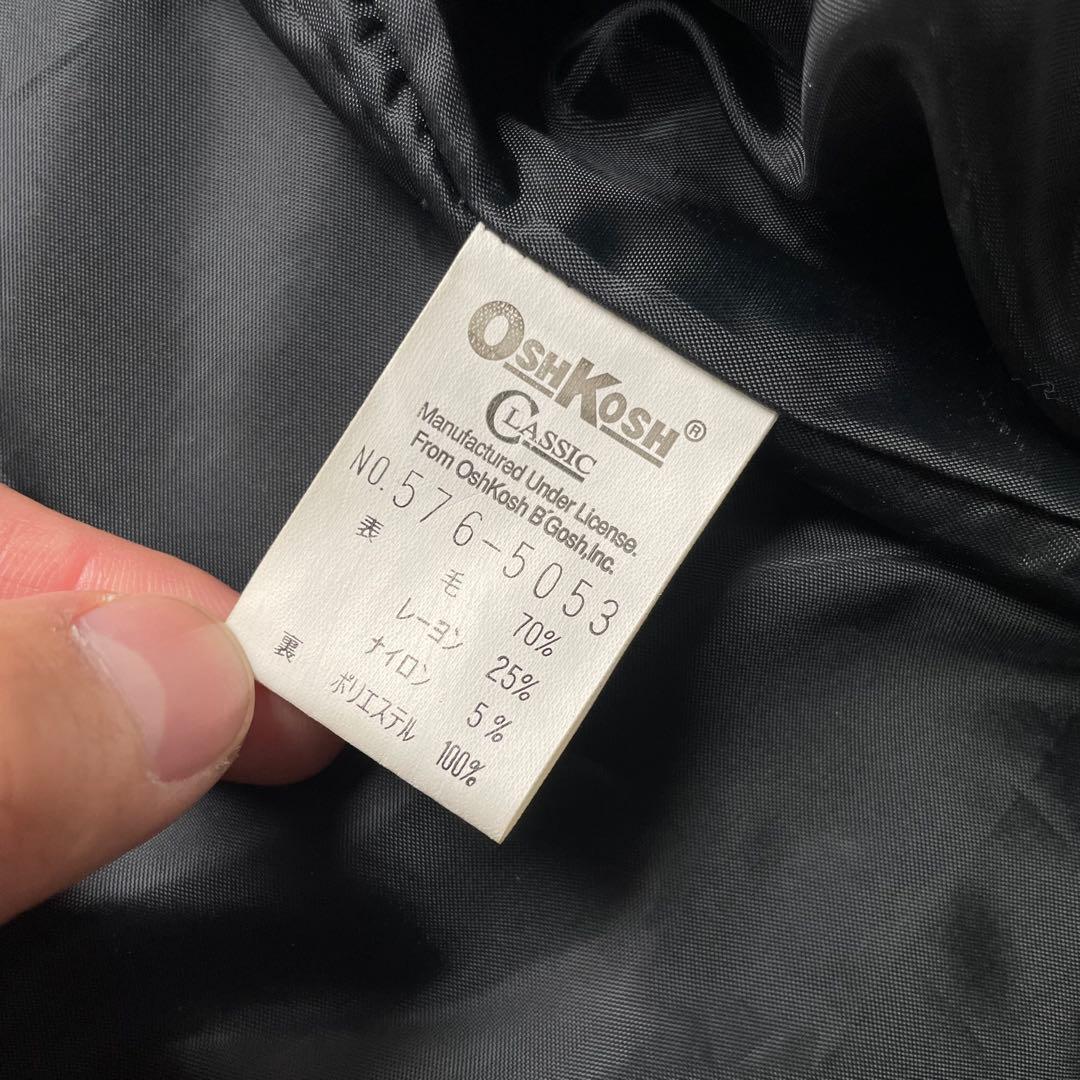 OSHKOSH®
CLASSIC
Manufactured Under License.
From OshKosh B'Gosh,Inc.
NO.576-5053
表 毛 70%
レーヨン 25%
ナイロン 5%
裏 ポリエステル 100%